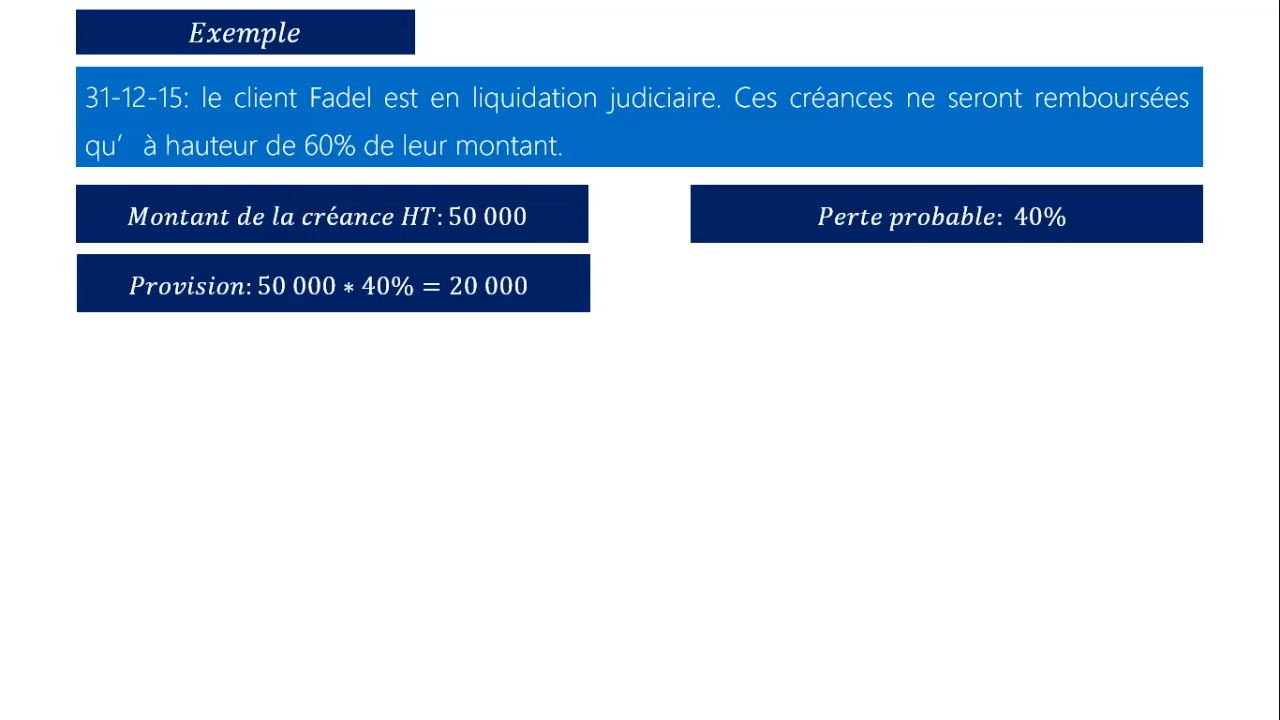 Exemple
31-12-15: le client Fadel est en liquidation judiciaire. Ces créances ne seront remboursées
qu’ à hauteur de 60% de leur montant.
Montant de la créance HT: 50 000
Perte probable: 40%
Provision: 50 000 ∗ 40% = 20 000